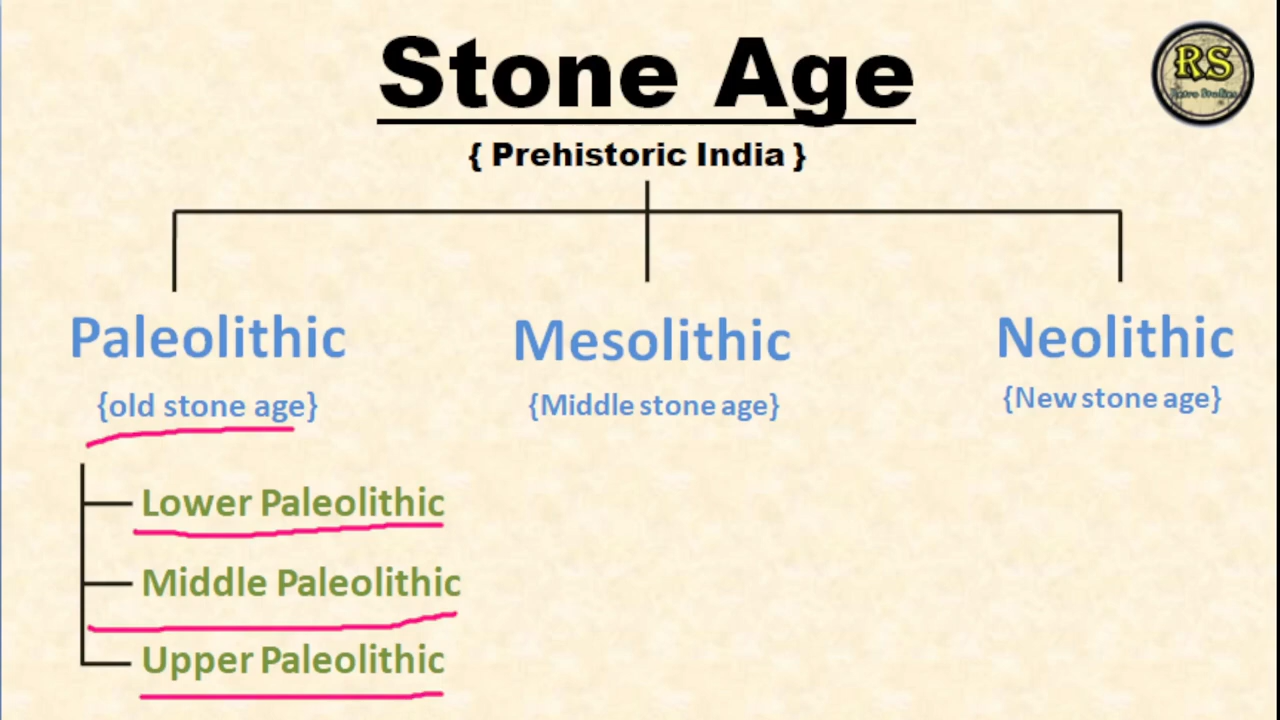 Stone Age
RS
{ Prehistoric India }
Paleolithic
Mesolithic
Neolithic
{old stone age}
{Middle stone age}
{New stone age}
Lower Paleolithic
Middle Paleolithic
Upper Paleolithic